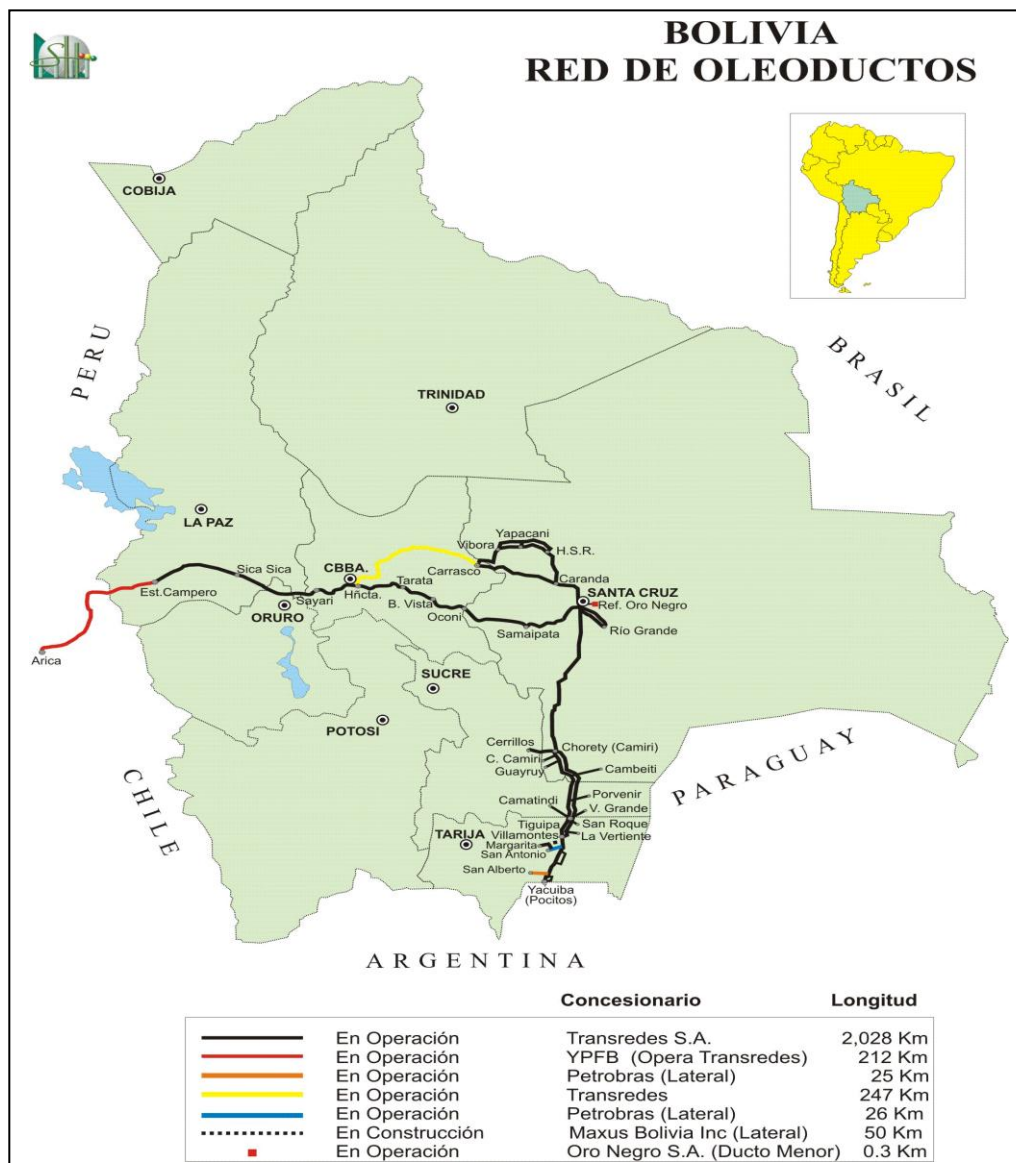 BOLIVIA
RED DE OLEODUCTOS
COBIJA
PERU
BRASIL
TRINIDAD
LA PAZ
Yapacani
Vibora
H.S.R.
CBBA.
Carrasco
Sica Sica
Caranda
Est.Campero
Hñcta.
Tarata
SANTA CRUZ
Sayari
B. Vista
Ref. Oro Negro
ORURO
Oconi
Samaipata
Río Grande
Arica
SUCRE
POTOSI
Cerrillos
Chorety (Camiri)
C. Camiri
Guayruy
Cambeiti
PARAGUAY
CHILE
Porvenir
Camatindi
V. Grande
Tiguipa
San Roque
TARIJA
Villamontes
La Vertiente
Margarita
San Antonio
San Alberto
Yacuiba
(Pocitos)
ARGENTINA
Concesionario Longitud
En Operación Transredes S.A. 2,028 Km
En Operación YPFB (Opera Transredes) 212 Km
En Operación Petrobras (Lateral) 25 Km
En Operación Transredes 247 Km
En Operación Petrobras (Lateral) 26 Km
En Construcción Maxus Bolivia Inc (Lateral) 50 Km
En Operación Oro Negro S.A. (Ducto Menor) 0.3 Km